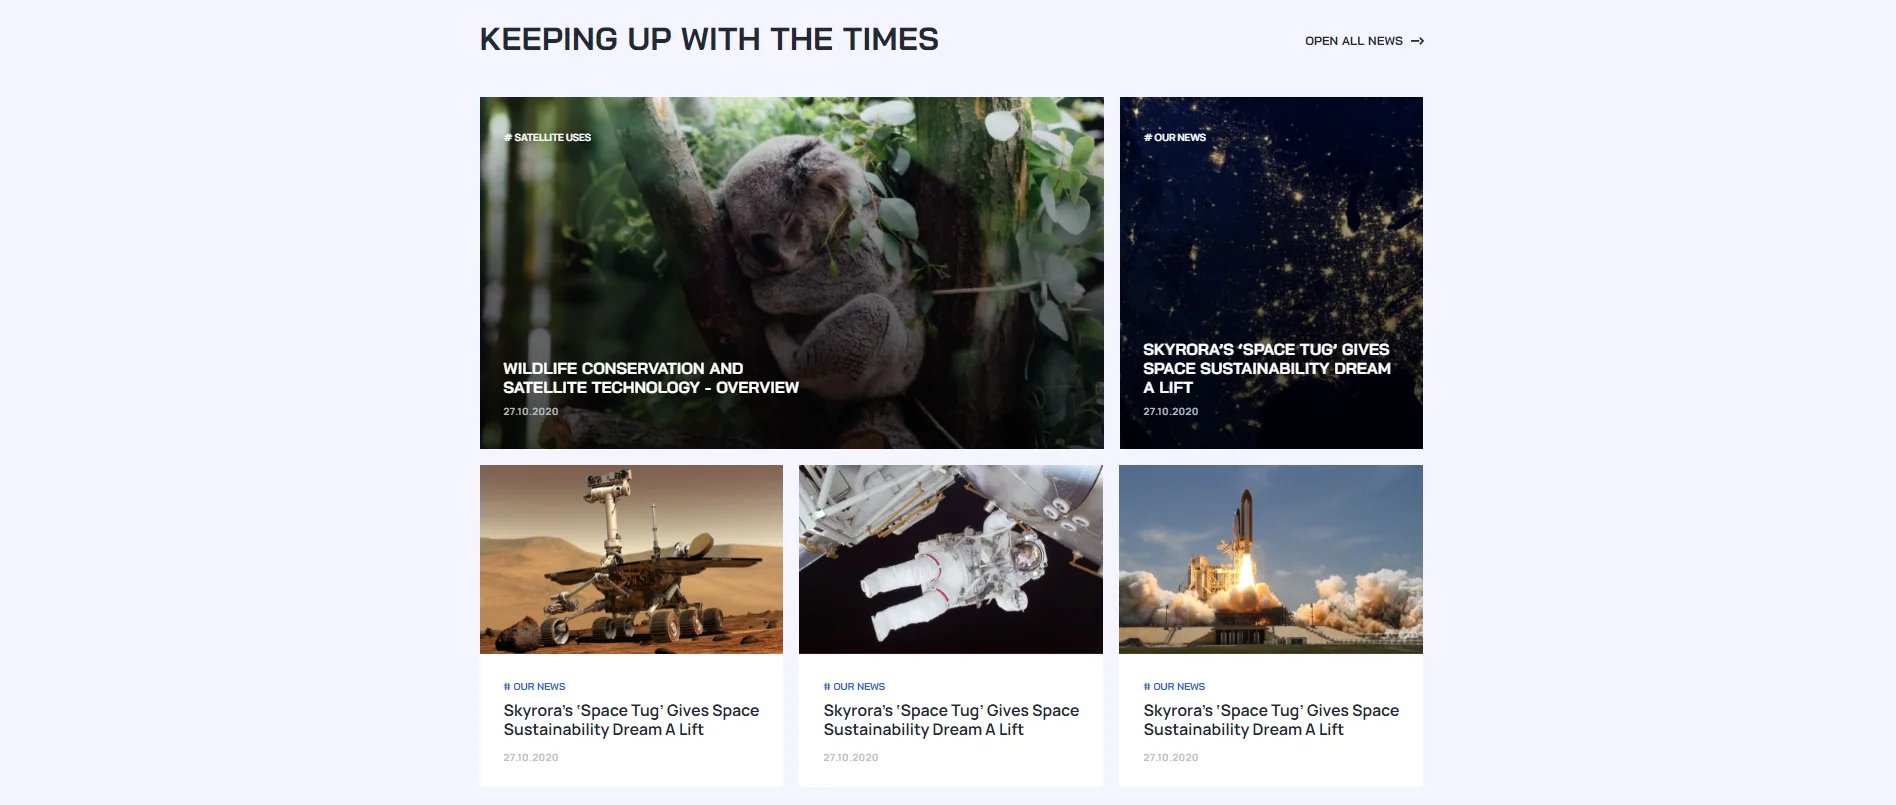 KEEPING UP WITH THE TIMES
OPEN ALL NEWS
# SATELLITE USES
WILDLIFE CONSERVATION AND
SATELLITE TECHNOLOGY - OVERVIEW
27.10.2020
# OUR NEWS
SKYRORA'S ‘SPACE TUG’ GIVES
SPACE SUSTAINABILITY DREAM
A LIFT
27.10.2020
# OUR NEWS
Skyrora’s ‘Space Tug’ Gives Space
Sustainability Dream A Lift
27.10.2020
# OUR NEWS
Skyrora’s ‘Space Tug’ Gives Space
Sustainability Dream A Lift
27.10.2020
# OUR NEWS
Skyrora’s ‘Space Tug’ Gives Space
Sustainability Dream A Lift
27.10.2020